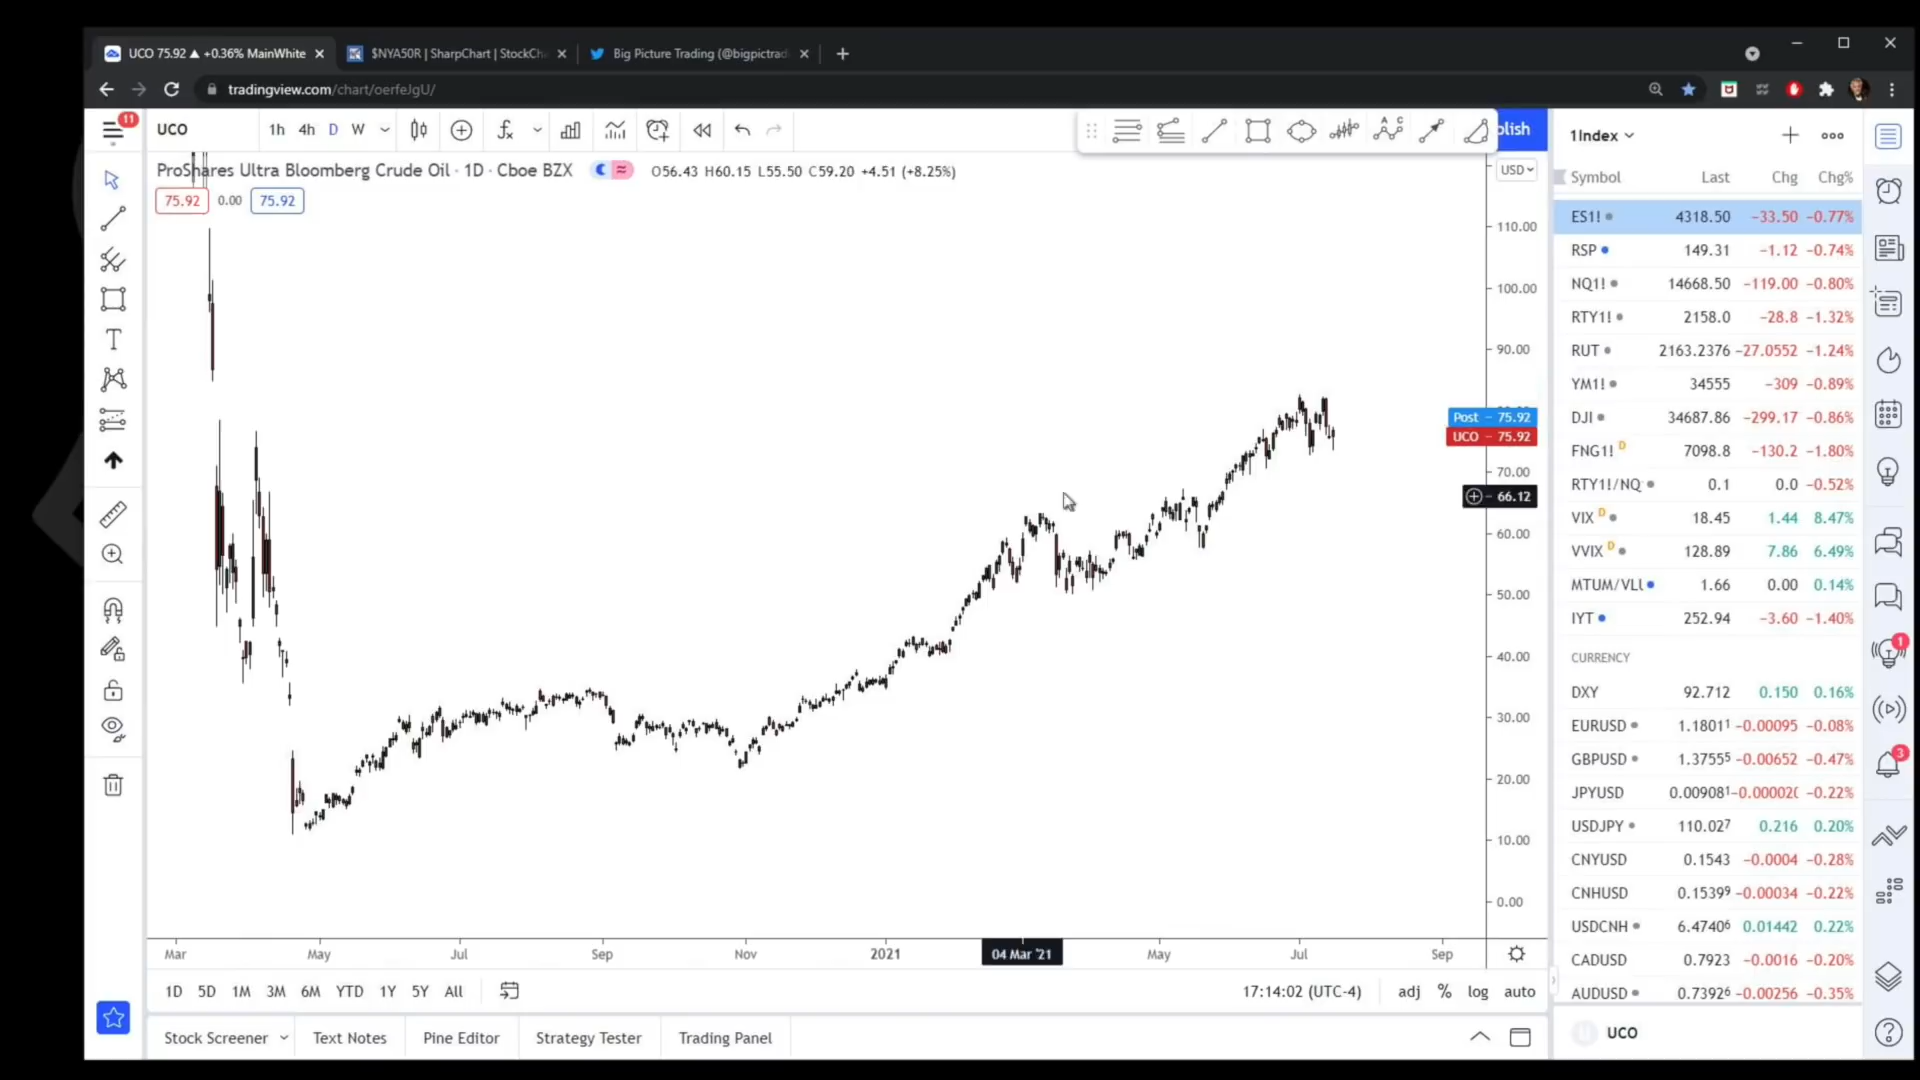 UCO 75.92 ▲ +0.36% MainWhite
$NYA50R | SharpChart | StockCh
Big Picture Trading (@bigpictrad
tradingview.com/chart/oerfeJgU/
11
UCO
1h 4h D W
blish
ProShares Ultra Bloomberg Crude Oil · 1D · Cboe BZX
O56.43 H60.15 L55.50 C59.20 +4.51 (+8.25%)
75.92 0.00 75.92
USD
110.00
100.00
90.00
Post 75.92
UCO 75.92
70.00
66.12
60.00
50.00
40.00
30.00
20.00
10.00
0.00
Mar May Jul Sep Nov 2021 04 Mar '21 May Jul Sep
1D 5D 1M 3M 6M YTD 1Y 5Y All
17:14:02 (UTC-4) adj % log auto
Stock Screener Text Notes Pine Editor Strategy Tester Trading Panel
1Index
Symbol Last Chg Chg%
ES1! 4318.50 −33.50 −0.77%
RSP 149.31 −1.12 −0.74%
NQ1! 14668.50 −119.00 −0.80%
RTY1! 2158.0 −28.8 −1.32%
RUT 2163.2376 −27.0552 −1.24%
YM1! 34555 −309 −0.89%
DJI 34687.86 −299.17 −0.86%
FNG1! D 7098.8 −130.2 −1.80%
RTY1!/NQ 0.1 0.0 −0.52%
VIX D 18.45 1.44 8.47%
VVIX D 128.89 7.86 6.49%
MTUM/VLU 1.66 0.00 0.14%
IYT 252.94 −3.60 −1.40%
CURRENCY
DXY 92.712 0.150 0.16%
EURUSD 1.18011 −0.00095 −0.08%
GBPUSD 1.37555 −0.00652 −0.47%
JPYUSD 0.009081 −0.000020 −0.22%
USDJPY 110.027 0.216 0.20%
CNYUSD 0.1543 −0.0004 −0.28%
CNHUSD 0.15399 −0.00034 −0.22%
USDCNH 6.47406 0.01442 0.22%
CADUSD 0.7923 −0.0016 −0.20%
AUDUSD 0.73926 −0.00256 −0.35%
UCO
1
3